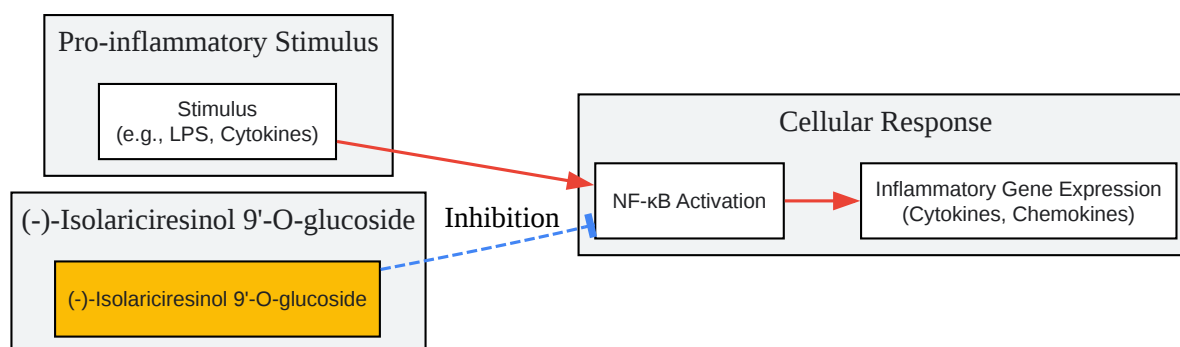 Pro-inflammatory Stimulus
Stimulus
(e.g., LPS, Cytokines)
(-)-Isolariciresinol 9'-O-glucoside
(-)-Isolariciresinol 9'-O-glucoside
Inhibition
Cellular Response
NF-κB Activation
Inflammatory Gene Expression
(Cytokines, Chemokines)